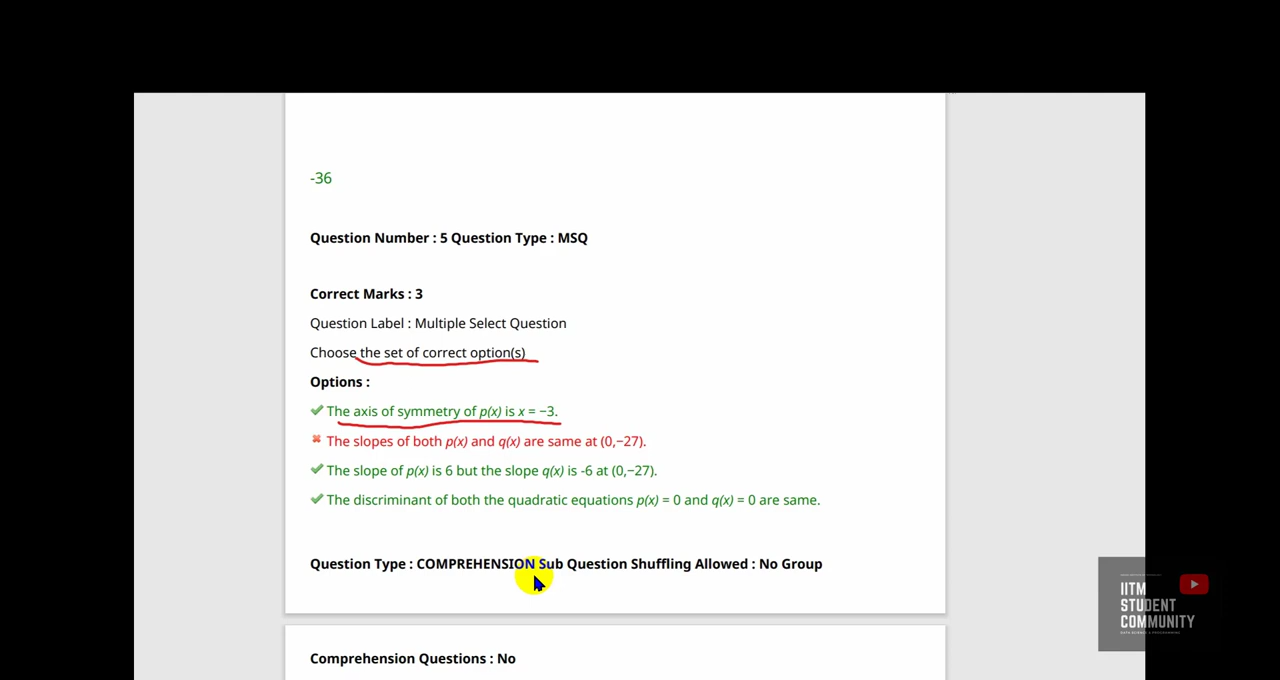 -36
Question Number : 5 Question Type : MSQ
Correct Marks : 3
Question Label : Multiple Select Question
Choose the set of correct option(s)
Options :
The axis of symmetry of p(x) is x = −3.
The slopes of both p(x) and q(x) are same at (0,−27).
The slope of p(x) is 6 but the slope q(x) is -6 at (0,−27).
The discriminant of both the quadratic equations p(x) = 0 and q(x) = 0 are same.
Question Type : COMPREHENSION Sub Question Shuffling Allowed : No Group
Comprehension Questions : No
IITM
STUDENT
COMMUNITY